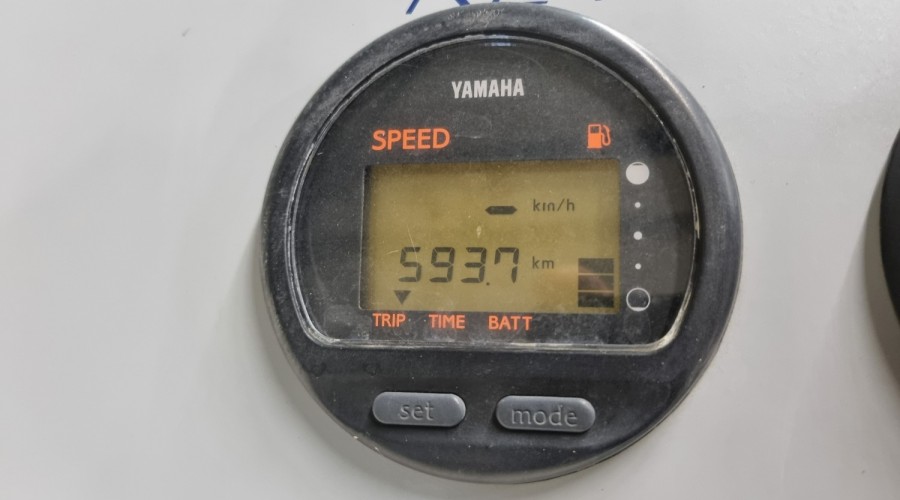 YAMAHA
SPEED
- km/h
593.7 km
TRIP TIME BATT
set mode